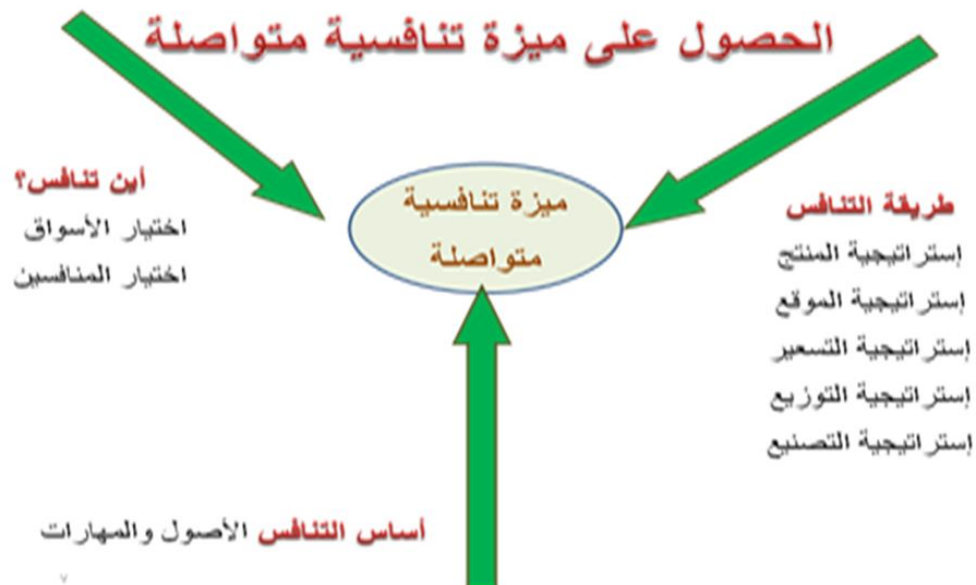 الحصول على ميزة تنافسية متواصلة
ميزة تنافسية
متواصلة
طريقة التنافس
إستراتيجية المنتج
إستراتيجية الموقع
إستراتيجية التسعير
إستراتيجية التوزيع
إستراتيجية التصنيع
أين تنافس؟
اختيار الأسواق
اختيار المنافسين
أساس التنافس الأصول والمهارات
٧